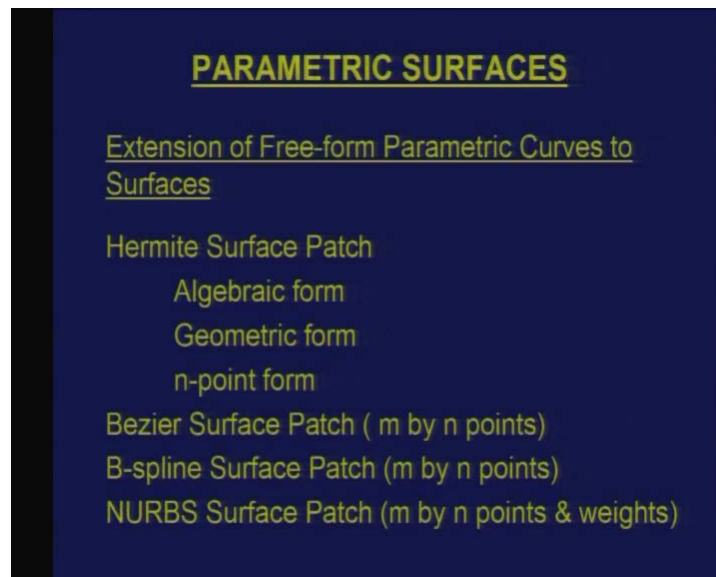 PARAMETRIC SURFACES
Extension of Free-form Parametric Curves to
Surfaces
Hermite Surface Patch
Algebraic form
Geometric form
n-point form
Bezier Surface Patch ( m by n points)
B-spline Surface Patch (m by n points)
NURBS Surface Patch (m by n points & weights)